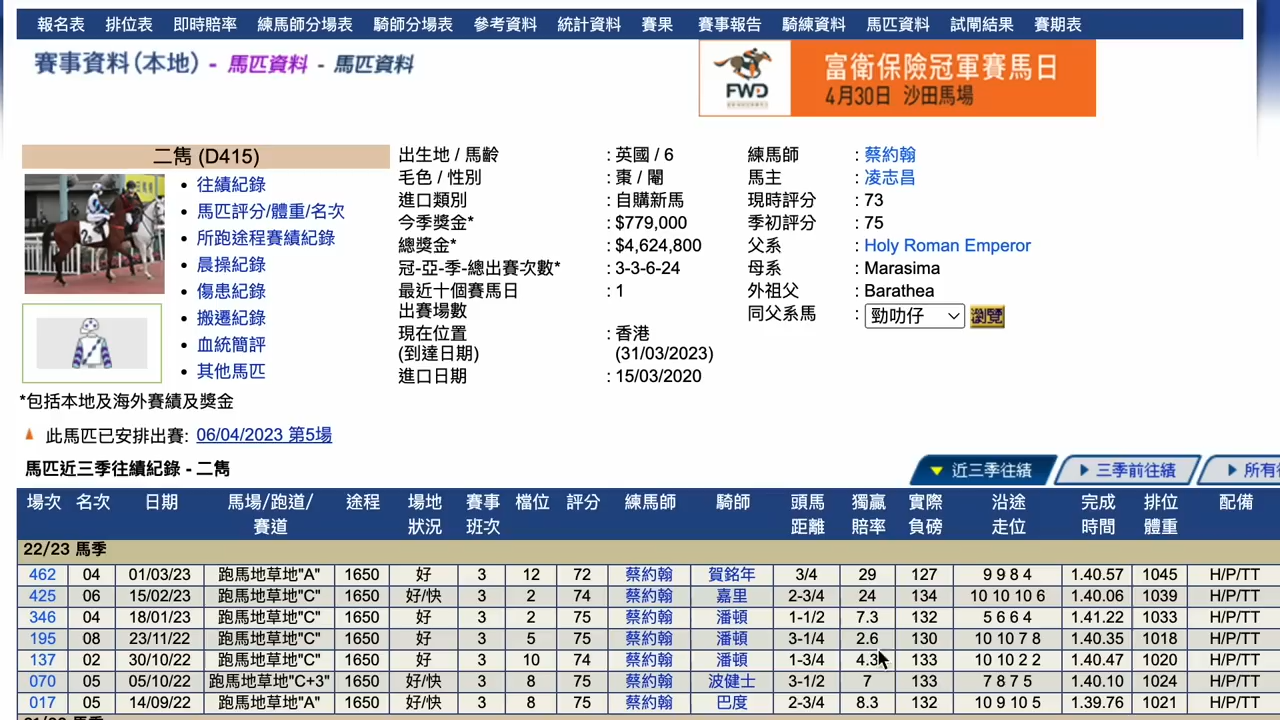 報名表 排位表 即時賠率 練馬師分場表 騎師分場表 參考資料 統計資料 賽果 賽事報告 騎練資料 馬匹資料 試閘結果 賽期表
賽事資料(本地) - 馬匹資料 - 馬匹資料
FWD
富衛保險冠軍賽馬日
4月30日 沙田馬場
二雋 (D415)
• 往績紀錄
• 馬匹評分/體重/名次
• 所跑途程賽績紀錄
• 晨操紀錄
• 傷患紀錄
• 搬遷紀錄
• 血統簡評
• 其他馬匹
出生地 / 馬齡 : 英國 / 6
毛色 / 性別 : 棗 / 閹
進口類別 : 自購新馬
今季獎金* : $779,000
總獎金* : $4,624,800
冠-亞-季-總出賽次數* : 3-3-6-24
最近十個賽馬日 : 1
出賽場數
現在位置 : 香港
(到達日期) (31/03/2023)
進口日期 : 15/03/2020
練馬師 : 蔡約翰
馬主 : 凌志昌
現時評分 : 73
季初評分 : 75
父系 : Holy Roman Emperor
母系 : Marasima
外祖父 : Barathea
同父系馬 : 勁叻仔 瀏覽
*包括本地及海外賽績及獎金
此馬匹已安排出賽: 06/04/2023 第5場
馬匹近三季往績紀錄 - 二雋
近三季往績 三季前往績 所有
場次 名次 日期 馬場/跑道/ 途程 場地 賽事 檔位 評分 練馬師 騎師 頭馬 獨贏 實際 沿途 完成 排位 配備
賽道 狀況 班次 距離 賠率 負磅 走位 時間 體重
22/23 馬季
462 04 01/03/23 跑馬地草地"A" 1650 好 3 12 72 蔡約翰 賀銘年 3/4 29 127 9 9 8 4 1.40.57 1045 H/P/TT
425 06 15/02/23 跑馬地草地"C" 1650 好/快 3 2 74 蔡約翰 嘉里 2-3/4 24 134 10 10 10 6 1.40.06 1039 H/P/TT
346 04 18/01/23 跑馬地草地"C" 1650 好 3 2 75 蔡約翰 潘頓 1-1/2 7.3 132 5 6 6 4 1.41.22 1033 H/P/TT
195 08 23/11/22 跑馬地草地"C" 1650 好 3 5 75 蔡約翰 潘頓 3-1/4 2.6 130 10 10 7 8 1.40.35 1018 H/P/TT
137 02 30/10/22 跑馬地草地"C" 1650 好 3 10 74 蔡約翰 潘頓 1-3/4 4.3 133 10 10 2 2 1.40.47 1020 H/P/TT
070 05 05/10/22 跑馬地草地"C+3" 1650 好/快 3 8 75 蔡約翰 波健士 3-1/2 7 133 7 8 7 5 1.40.10 1024 H/P/TT
017 05 14/09/22 跑馬地草地"A" 1650 好/快 3 8 75 蔡約翰 巴度 2-3/4 8.3 132 10 9 10 5 1.39.76 1021 H/P/TT